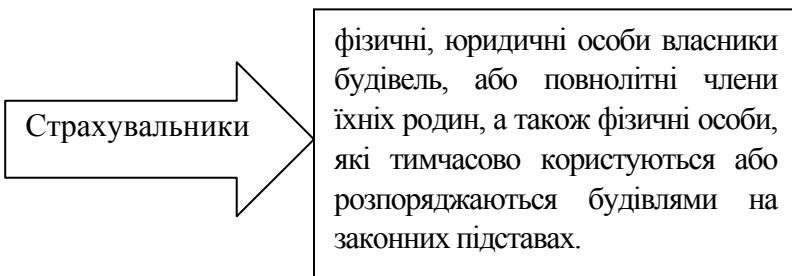 Страхувальники
фізичні, юридичні особи власники
будівель, або повнолітні члени
їхніх родин, а також фізичні особи,
які тимчасово користуються або
розпоряджаються будівлями на
законних підставах.